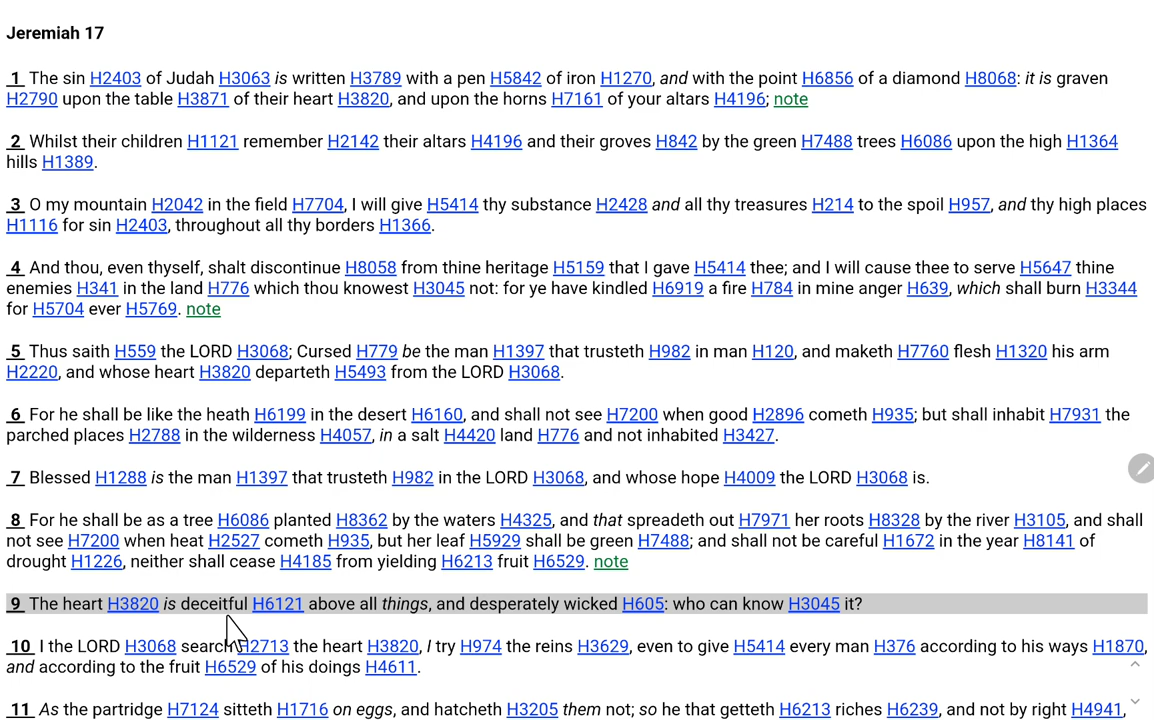 Jeremiah 17
1 The sin H2403 of Judah H3063 is written H3789 with a pen H5842 of iron H1270, and with the point H6856 of a diamond H8068: it is graven
H2790 upon the table H3871 of their heart H3820, and upon the horns H7161 of your altars H4196; note
2 Whilst their children H1121 remember H2142 their altars H4196 and their groves H842 by the green H7488 trees H6086 upon the high H1364
hills H1389.
3 O my mountain H2042 in the field H7704, I will give H5414 thy substance H2428 and all thy treasures H214 to the spoil H957, and thy high places
H1116 for sin H2403, throughout all thy borders H1366.
4 And thou, even thyself, shalt discontinue H8058 from thine heritage H5159 that I gave H5414 thee; and I will cause thee to serve H5647 thine
enemies H341 in the land H776 which thou knowest H3045 not: for ye have kindled H6919 a fire H784 in mine anger H639, which shall burn H3344
for H5704 ever H5769. note
5 Thus saith H559 the LORD H3068; Cursed H779 be the man H1397 that trusteth H982 in man H120, and maketh H7760 flesh H1320 his arm
H2220, and whose heart H3820 departeth H5493 from the LORD H3068.
6 For he shall be like the heath H6199 in the desert H6160, and shall not see H7200 when good H2896 cometh H935; but shall inhabit H7931 the
parched places H2788 in the wilderness H4057, in a salt H4420 land H776 and not inhabited H3427.
7 Blessed H1288 is the man H1397 that trusteth H982 in the LORD H3068, and whose hope H4009 the LORD H3068 is.
8 For he shall be as a tree H6086 planted H8362 by the waters H4325, and that spreadeth out H7971 her roots H8328 by the river H3105, and shall
not see H7200 when heat H2527 cometh H935, but her leaf H5929 shall be green H7488; and shall not be careful H1672 in the year H8141 of
drought H1226, neither shall cease H4185 from yielding H6213 fruit H6529. note
9 The heart H3820 is deceitful H6121 above all things, and desperately wicked H605: who can know H3045 it?
10 I the LORD H3068 search H2713 the heart H3820, I try H974 the reins H3629, even to give H5414 every man H376 according to his ways H1870,
and according to the fruit H6529 of his doings H4611.
11 As the partridge H7124 sitteth H1716 on eggs, and hatcheth H3205 them not; so he that getteth H6213 riches H6239, and not by right H4941,